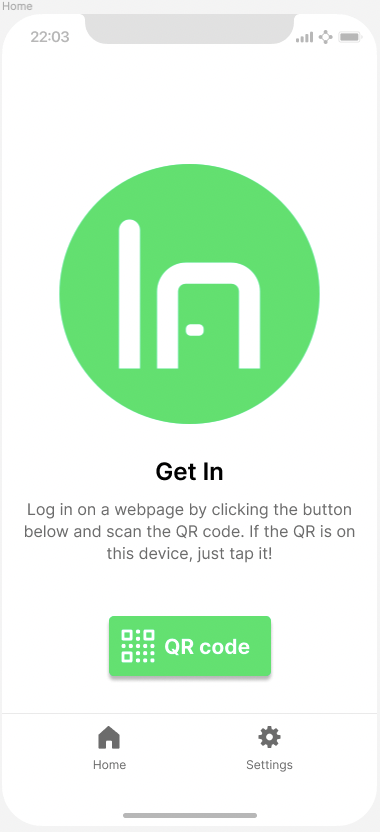 Home
22:03
In
Get In
Log in on a webpage by clicking the button
below and scan the QR code. If the QR is on
this device, just tap it!
QR code
Home
Settings